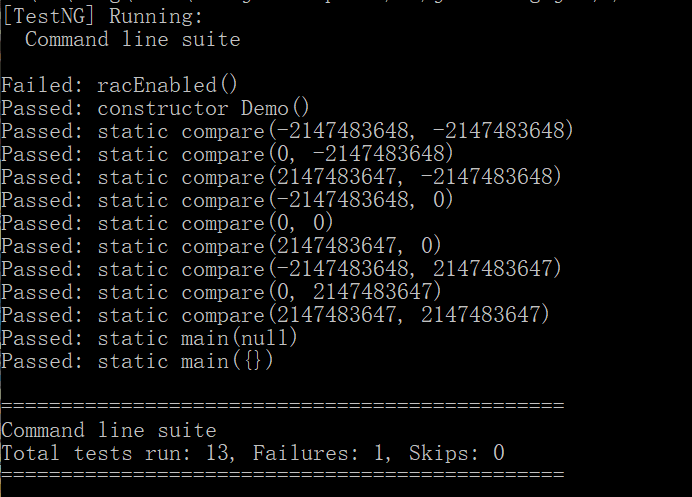 [TestNG] Running:
  Command line suite

Failed: racEnabled()
Passed: constructor Demo()
Passed: static compare(-2147483648, -2147483648)
Passed: static compare(0, -2147483648)
Passed: static compare(2147483647, -2147483648)
Passed: static compare(-2147483648, 0)
Passed: static compare(0, 0)
Passed: static compare(2147483647, 0)
Passed: static compare(-2147483648, 2147483647)
Passed: static compare(0, 2147483647)
Passed: static compare(2147483647, 2147483647)
Passed: static main(null)
Passed: static main({})

===============================================
Command line suite
Total tests run: 13, Failures: 1, Skips: 0
===============================================